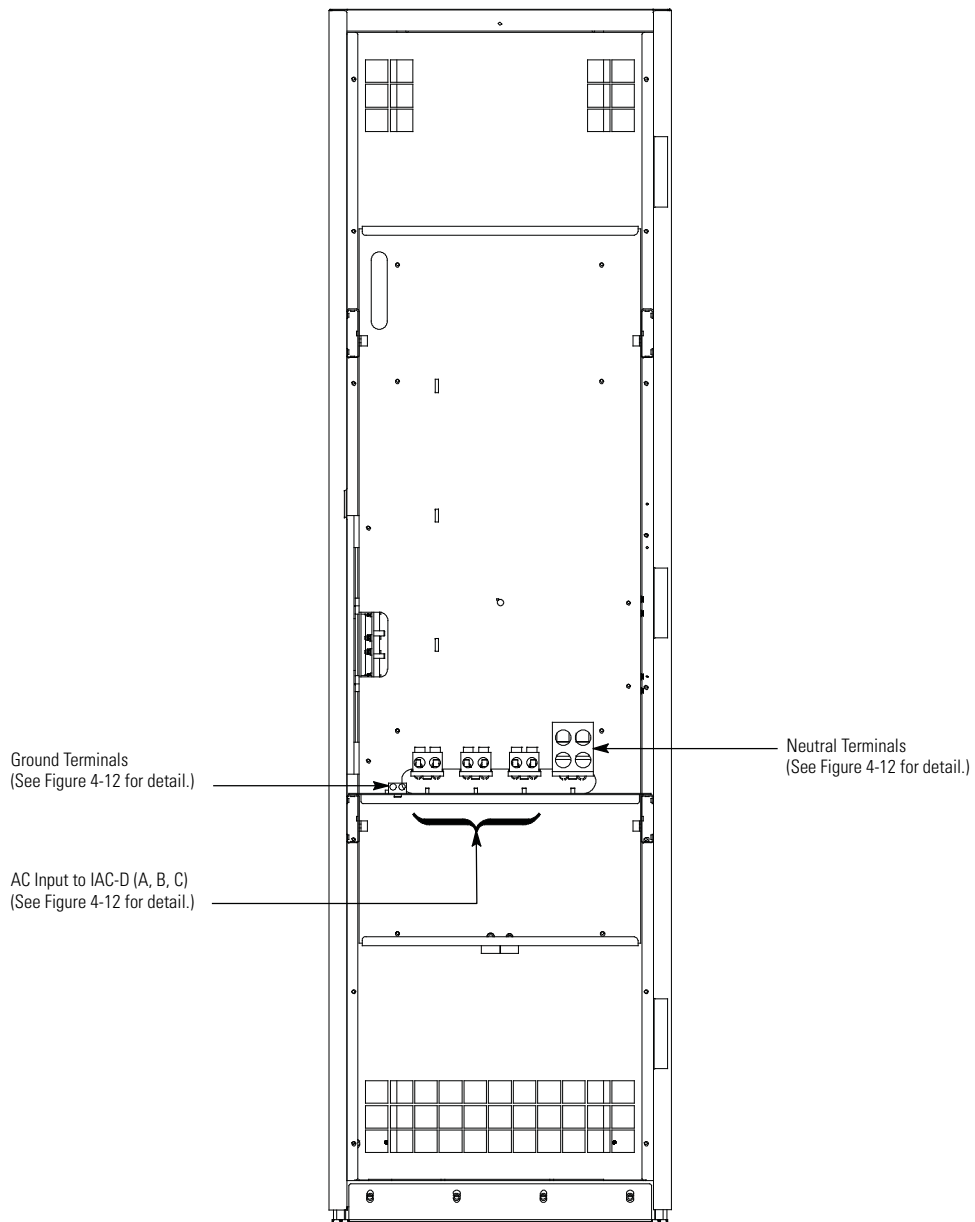 Ground Terminals
(See Figure 4-12 for detail.)
Neutral Terminals
(See Figure 4-12 for detail.)
AC Input to IAC-D (A, B, C)
(See Figure 4-12 for detail.)